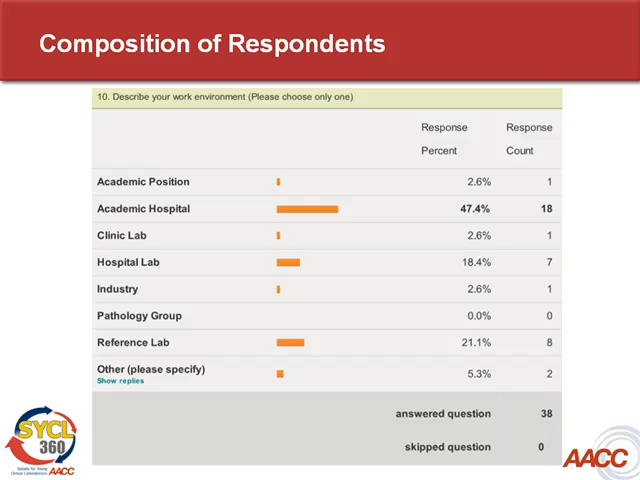 Composition of Respondents
10. Describe your work environment (Please choose only one)
Response Percent Response Count
Academic Position 2.6% 1
Academic Hospital 47.4% 18
Clinic Lab 2.6% 1
Hospital Lab 18.4% 7
Industry 2.6% 1
Pathology Group 0.0% 0
Reference Lab 21.1% 8
Other (please specify) 5.3% 2
Show replies
answered question 38
skipped question 0
SYCL
360
Society for Young
Clinical Laboratorians AACC
AACC